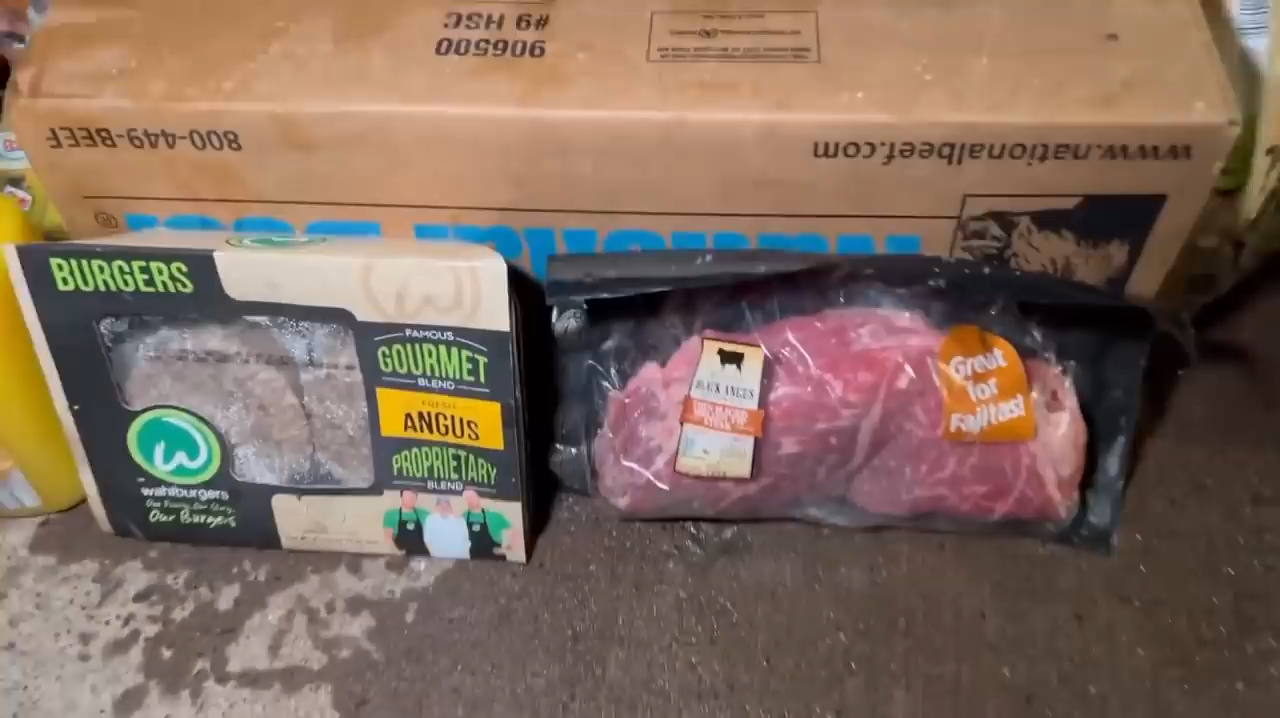 906500
#9 HSC
800-449-BEEF
www.nationalbeef.com
BURGERS
FAMOUS
GOURMET
BLEND
FRESH
ANGUS
PROPRIETARY
BLEND
wahlburgers
Our Family, Our Story,
Our Burgers
BLACK ANGUS
Great
for
Fajitas!